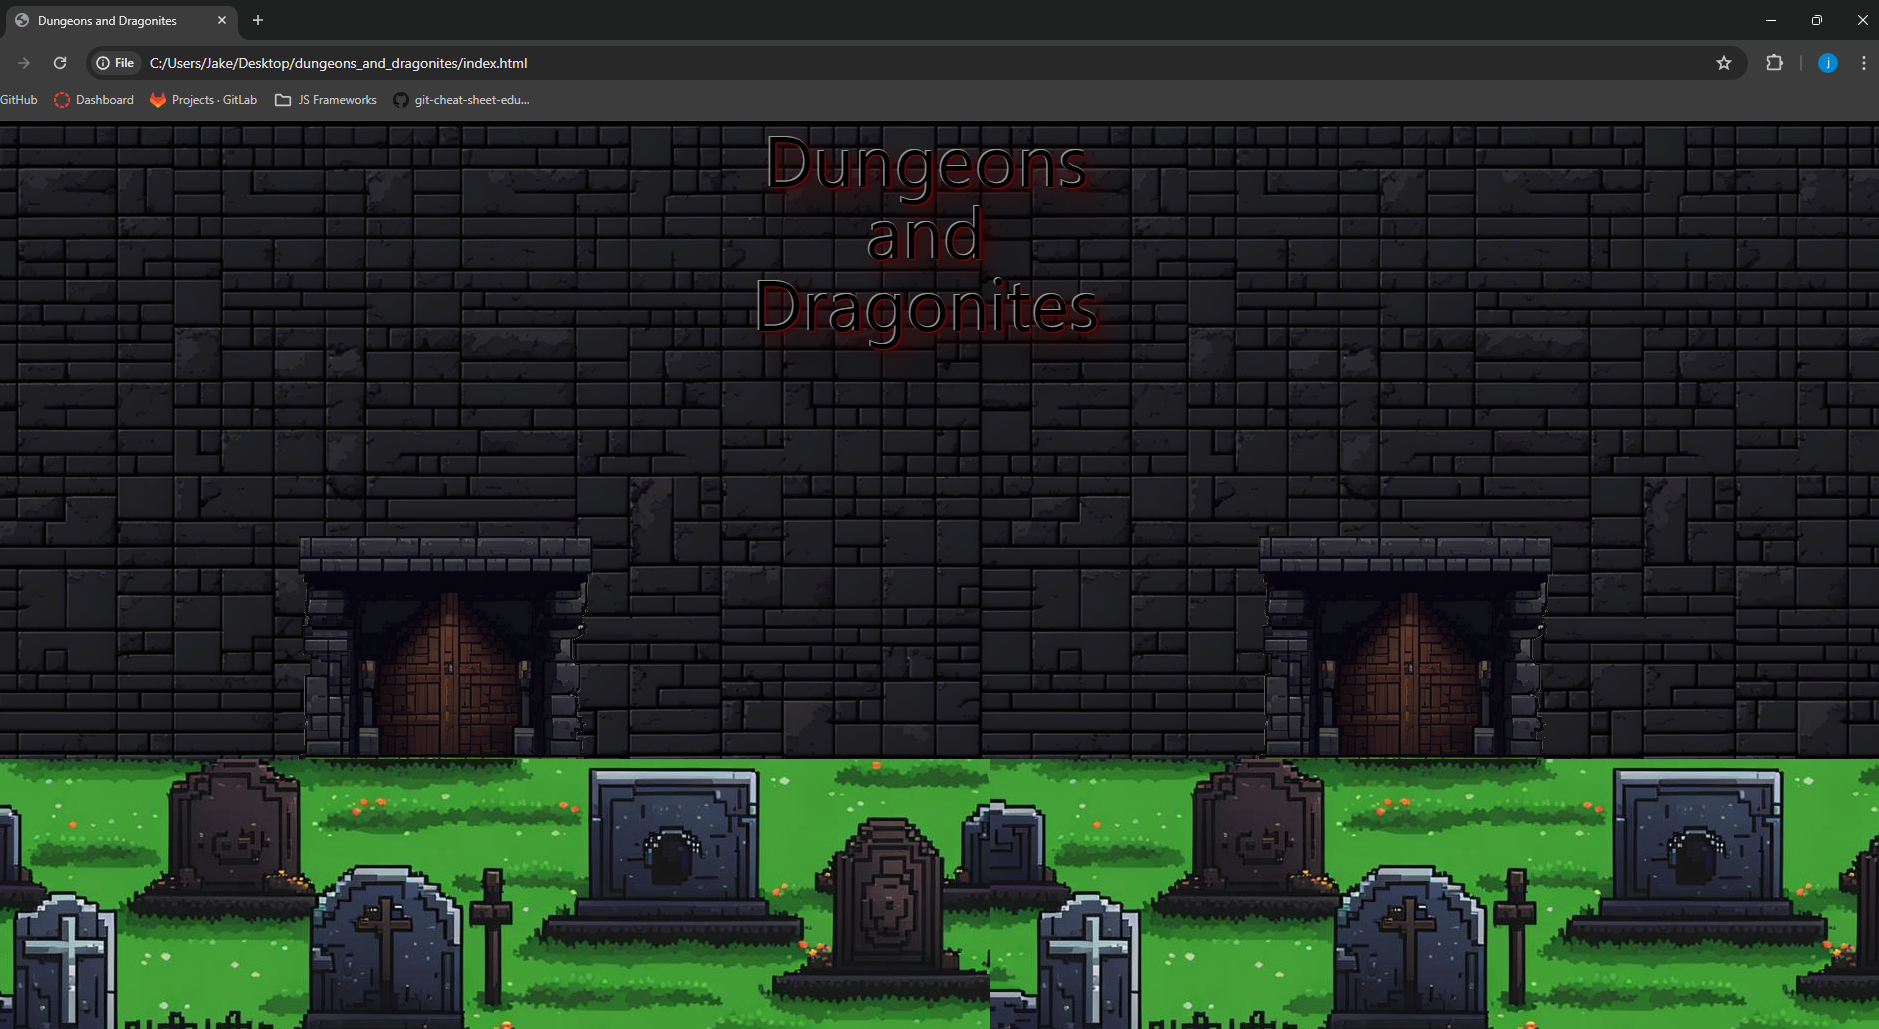 Dungeons and Dragonites
File
C:/Users/Jake/Desktop/dungeons_and_dragonites/index.html
j
GitHub
Dashboard
Projects · GitLab
JS Frameworks
git-cheat-sheet-edu...
Dungeons
and
Dragonites